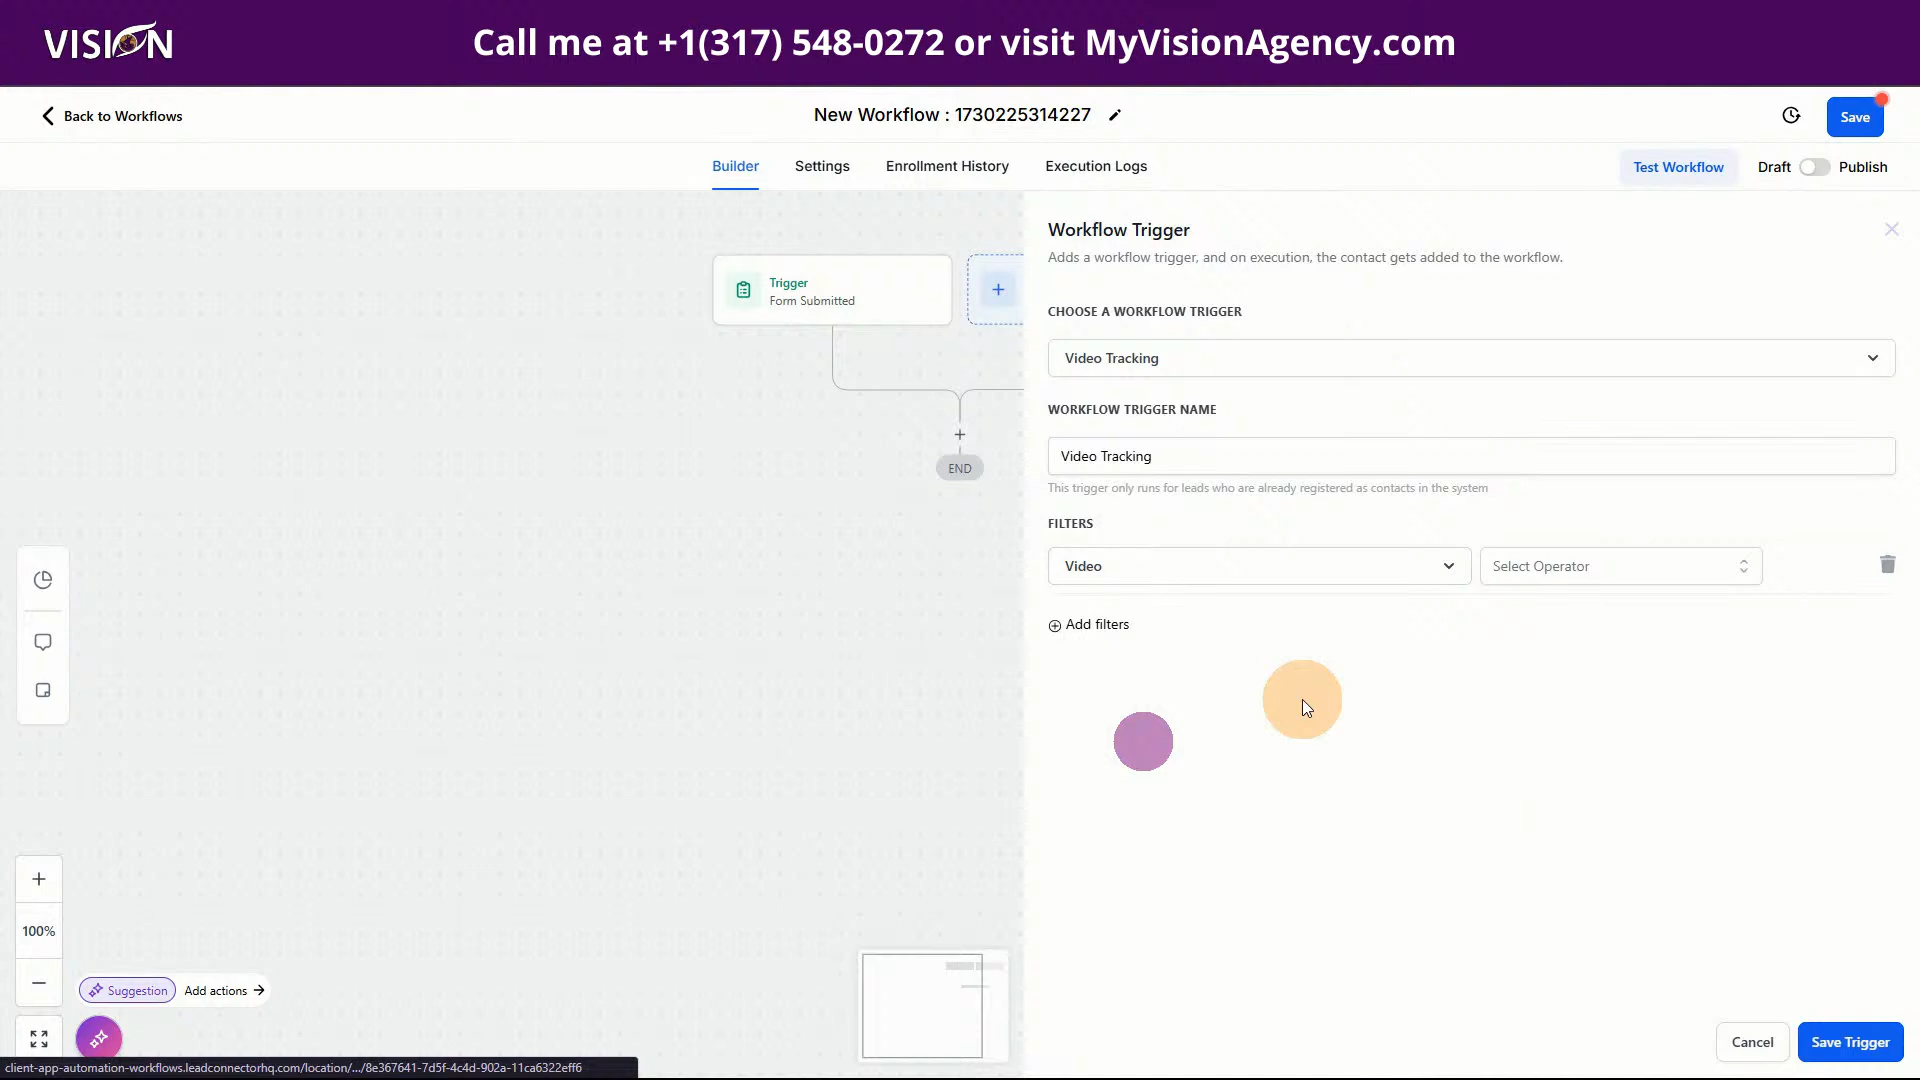 VISION
Call me at +1(317) 548-0272 or visit MyVisionAgency.com
Back to Workflows
New Workflow : 1730225314227
Save
Builder
Settings
Enrollment History
Execution Logs
Test Workflow
Draft
Publish
Trigger
Form Submitted
END
Workflow Trigger
Adds a workflow trigger, and on execution, the contact gets added to the workflow.
CHOOSE A WORKFLOW TRIGGER
Video Tracking
WORKFLOW TRIGGER NAME
Video Tracking
This trigger only runs for leads who are already registered as contacts in the system
FILTERS
Video
Select Operator
Add filters
100%
Suggestion
Add actions
Cancel
Save Trigger
client-app-automation-workflows.leadconnectorhq.com/location/.../8e367641-7d5f-4c4d-902a-11ca6322eff6